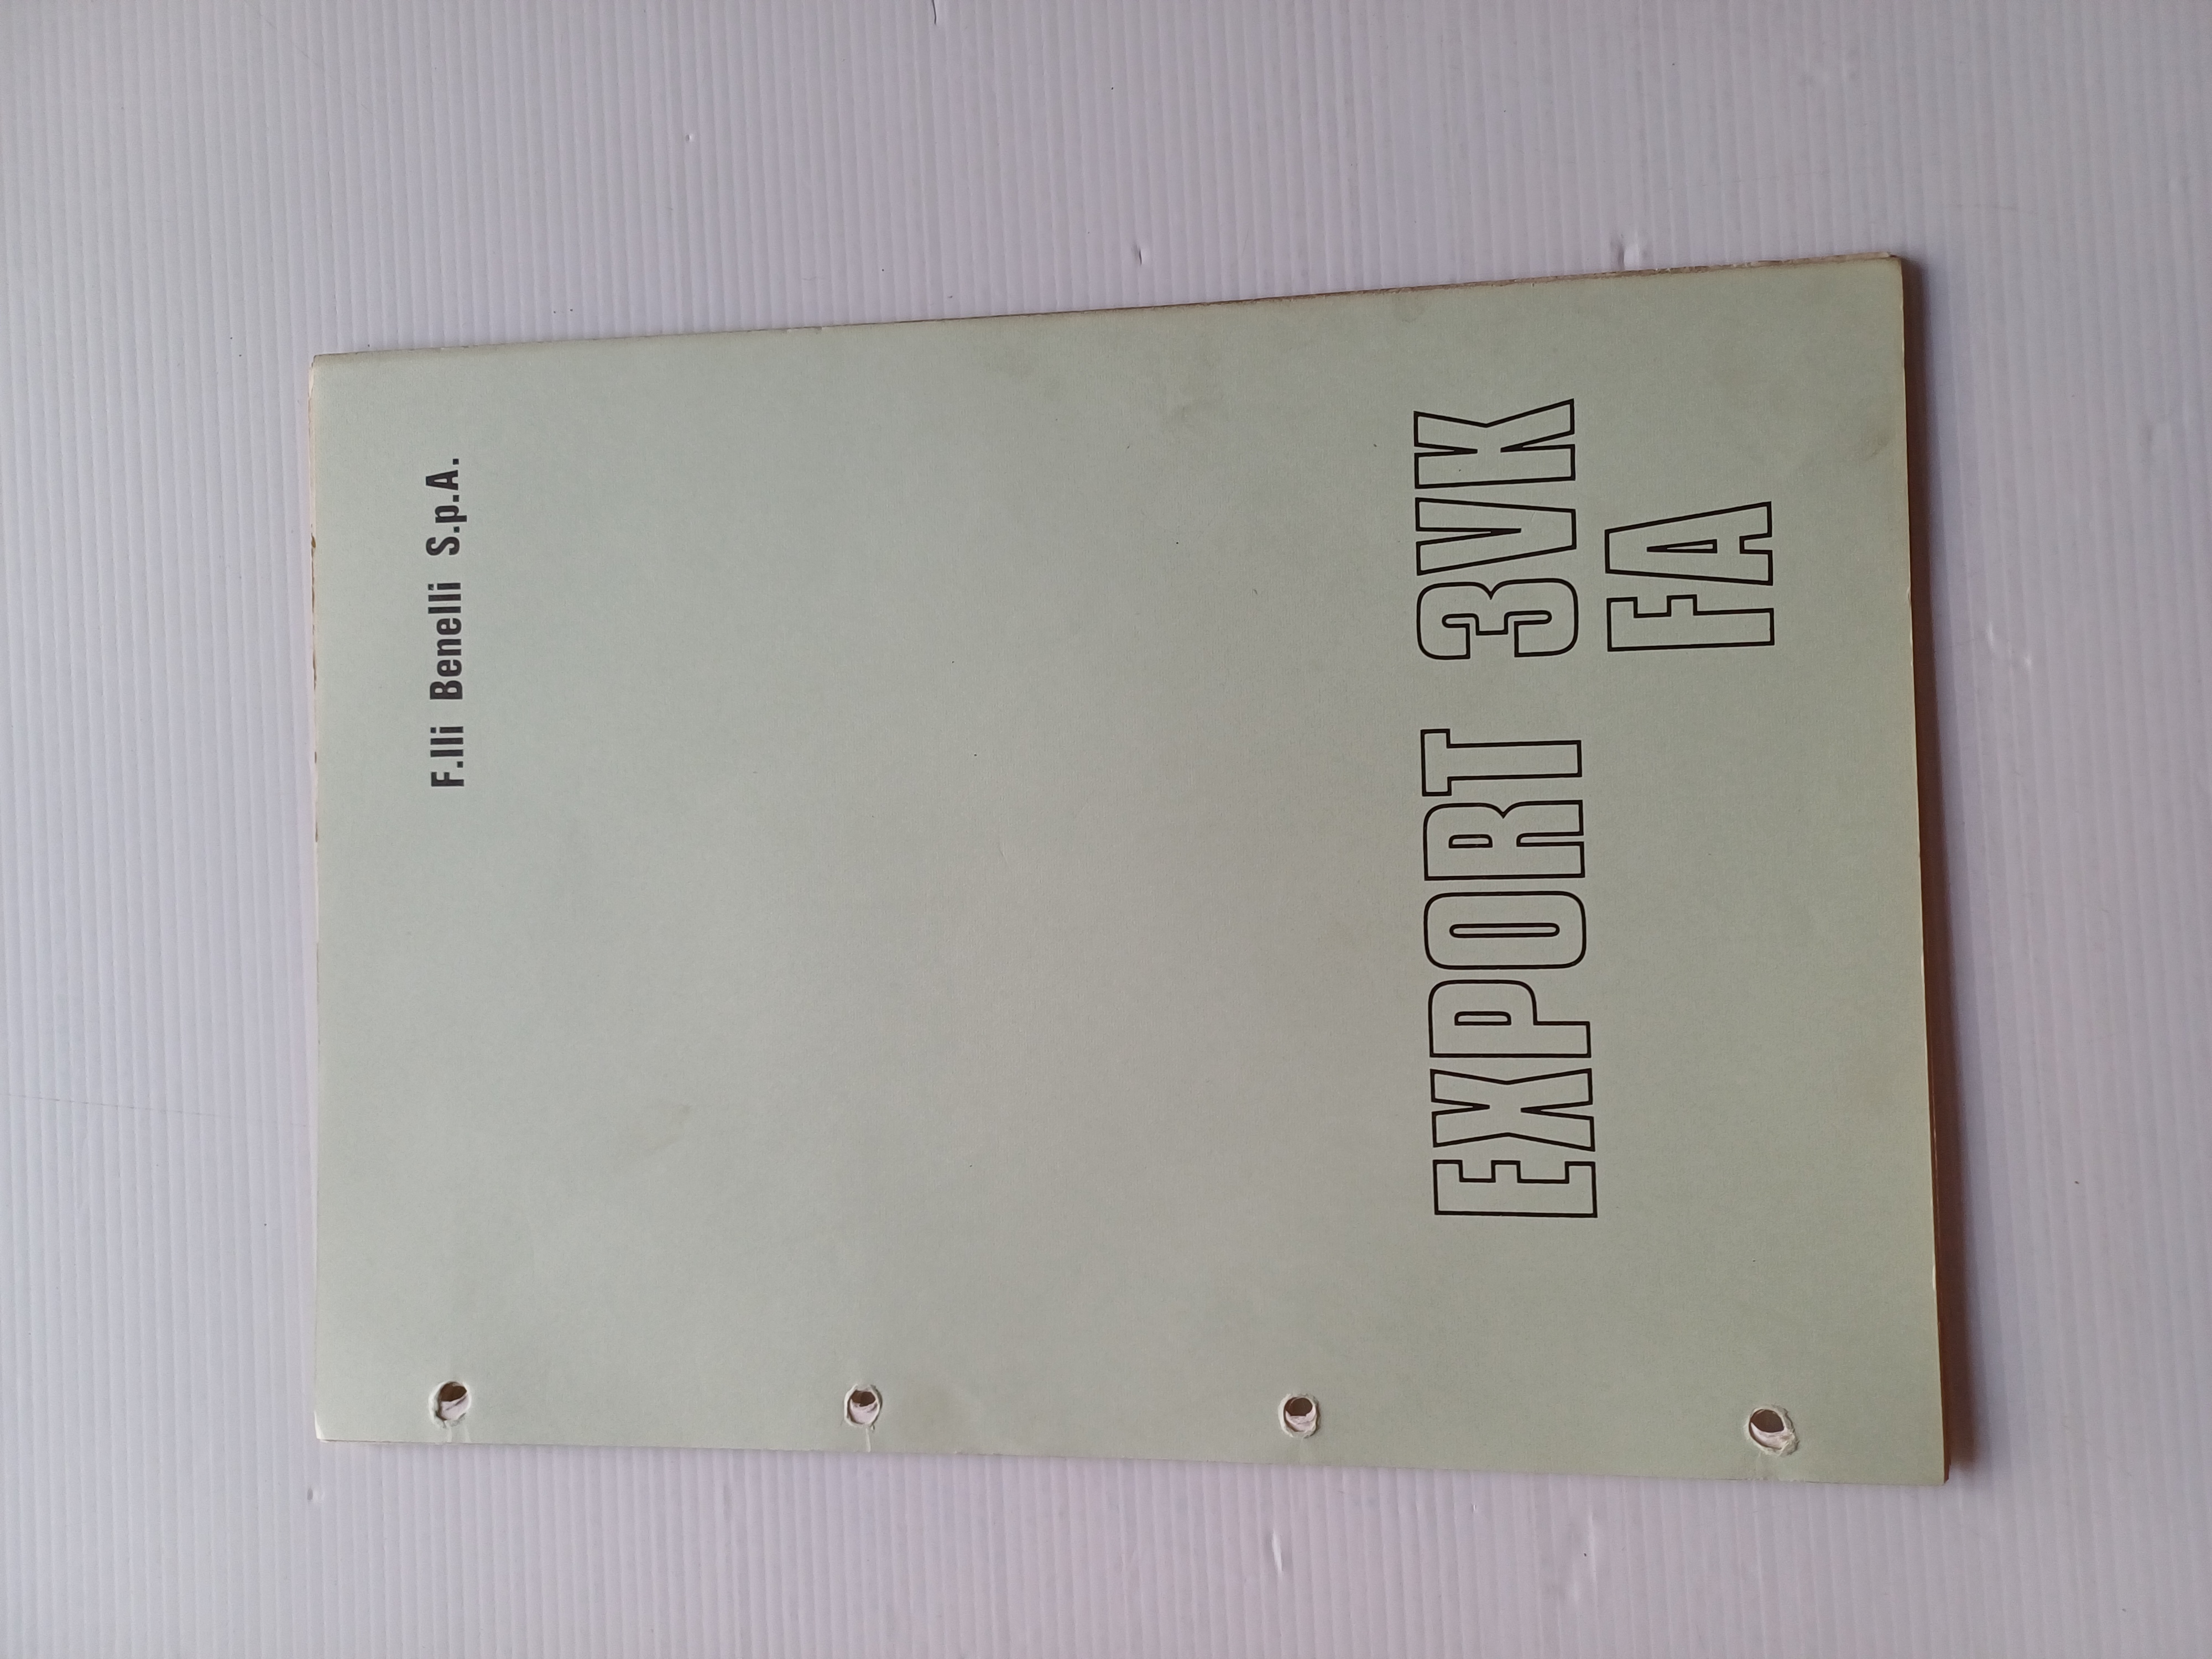 F.lli Benelli S.p.A.
EXPORT 3VK
FA